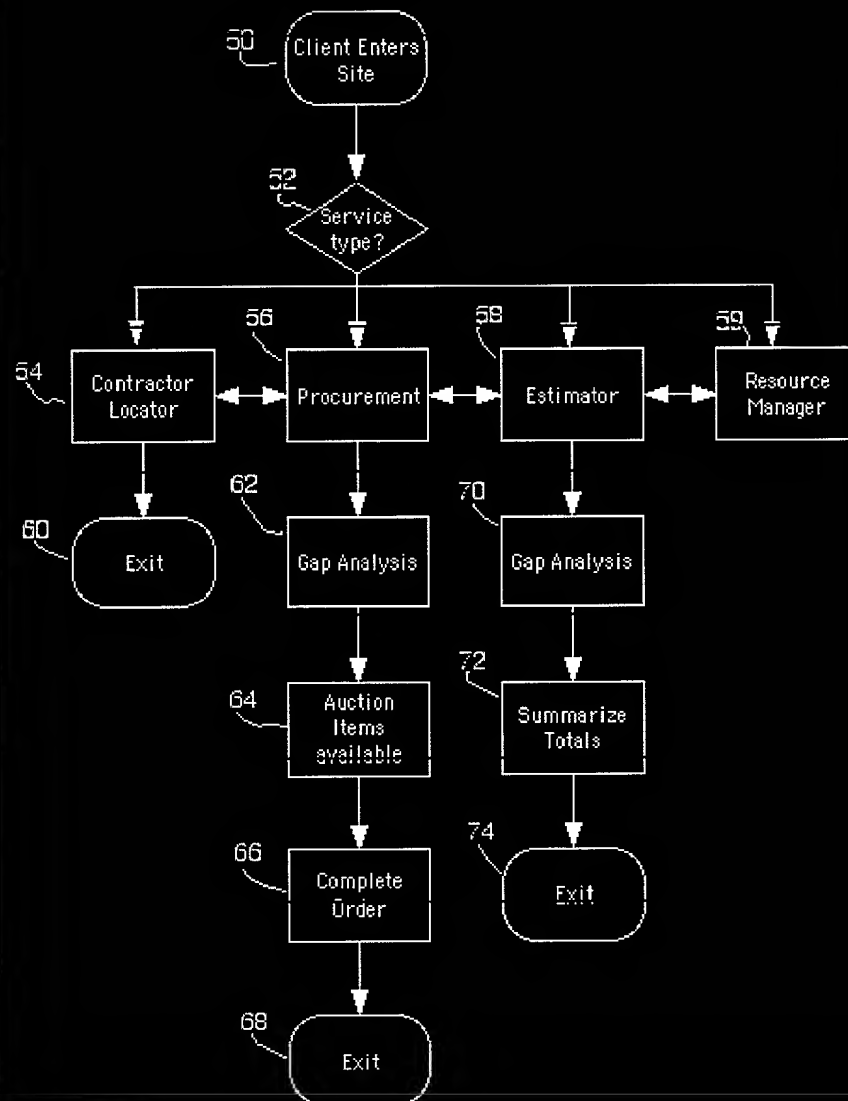 50
Client Enters
Site
52
Service
type?
54
Contractor
Locator
56
Procurement
58
Estimator
59
Resource
Manager
60
Exit
62
Gap Analysis
70
Gap Analysis
64
Auction
Items
available
72
Summarize
Totals
66
Complete
Order
74
Exit
68
Exit